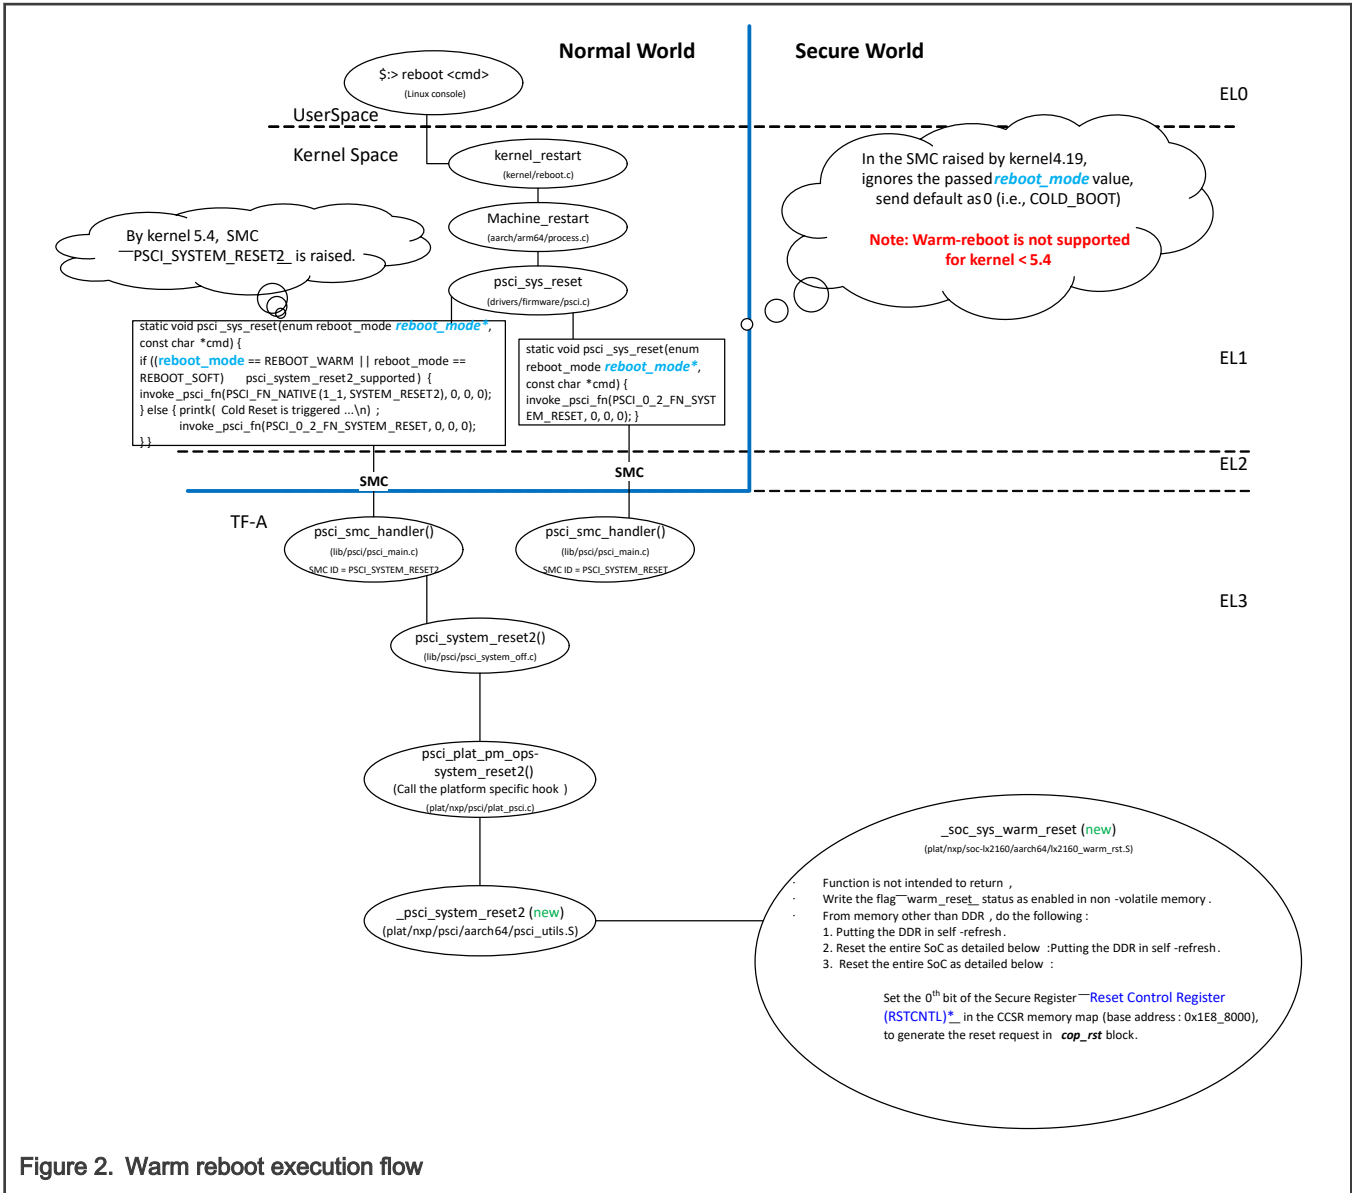 Normal World
Secure World
$:> reboot <cmd>
(Linux console)
EL0
UserSpace
Kernel Space
kernel_restart
(kernel/reboot.c)
In the SMC raised by kernel4.19,
ignores the passed reboot_mode value,
send default as 0 (i.e., COLD_BOOT)
Note: Warm-reboot is not supported
for kernel < 5.4
Machine_restart
(aarch/arm64/process.c)
By kernel 5.4, SMC
―PSCI_SYSTEM_RESET2_ is raised.
psci_sys_reset
(drivers/firmware/psci.c)
static void psci_sys_reset(enum reboot_mode reboot_mode*,
const char *cmd) {
if ((reboot_mode == REBOOT_WARM || reboot_mode ==
REBOOT_SOFT) psci_system_reset2_supported) {
invoke_psci_fn(PSCI_FN_NATIVE(1_1, SYSTEM_RESET2), 0, 0, 0);
} else { printk( Cold Reset is triggered ...\n) ;
invoke_psci_fn(PSCI_0_2_FN_SYSTEM_RESET, 0, 0, 0);
} }
static void psci _sys_reset(enum
reboot_mode reboot_mode*,
const char *cmd) {
invoke_psci_fn(PSCI_0_2_FN_SYST
EM_RESET, 0, 0, 0); }
EL1
EL2
SMC
SMC
TF-A
psci_smc_handler()
(lib/psci/psci_main.c)
SMC ID = PSCI_SYSTEM_RESET2
psci_smc_handler()
(lib/psci/psci_main.c)
SMC ID = PSCI_SYSTEM_RESET
EL3
psci_system_reset2()
(lib/psci/psci_system_off.c)
psci_plat_pm_ops-
system_reset2()
(Call the platform specific hook )
(plat/nxp/psci/plat_psci.c)
_psci_system_reset2 (new)
(plat/nxp/psci/aarch64/psci_utils.S)
_soc_sys_warm_reset (new)
(plat/nxp/soc-lx2160/aarch64/lx2160_warm_rst.S)
· Function is not intended to return ,
· Write the flag ―warm_reset_ status as enabled in non -volatile memory .
· From memory other than DDR , do the following :
1. Putting the DDR in self -refresh .
2. Reset the entire SoC as detailed below :Putting the DDR in self -refresh .
3. Reset the entire SoC as detailed below :
Set the 0th bit of the Secure Register ―Reset Control Register
(RSTCNTL)*_ in the CCSR memory map (base address : 0x1E8_8000),
to generate the reset request in cop_rst block.
Figure 2. Warm reboot execution flow